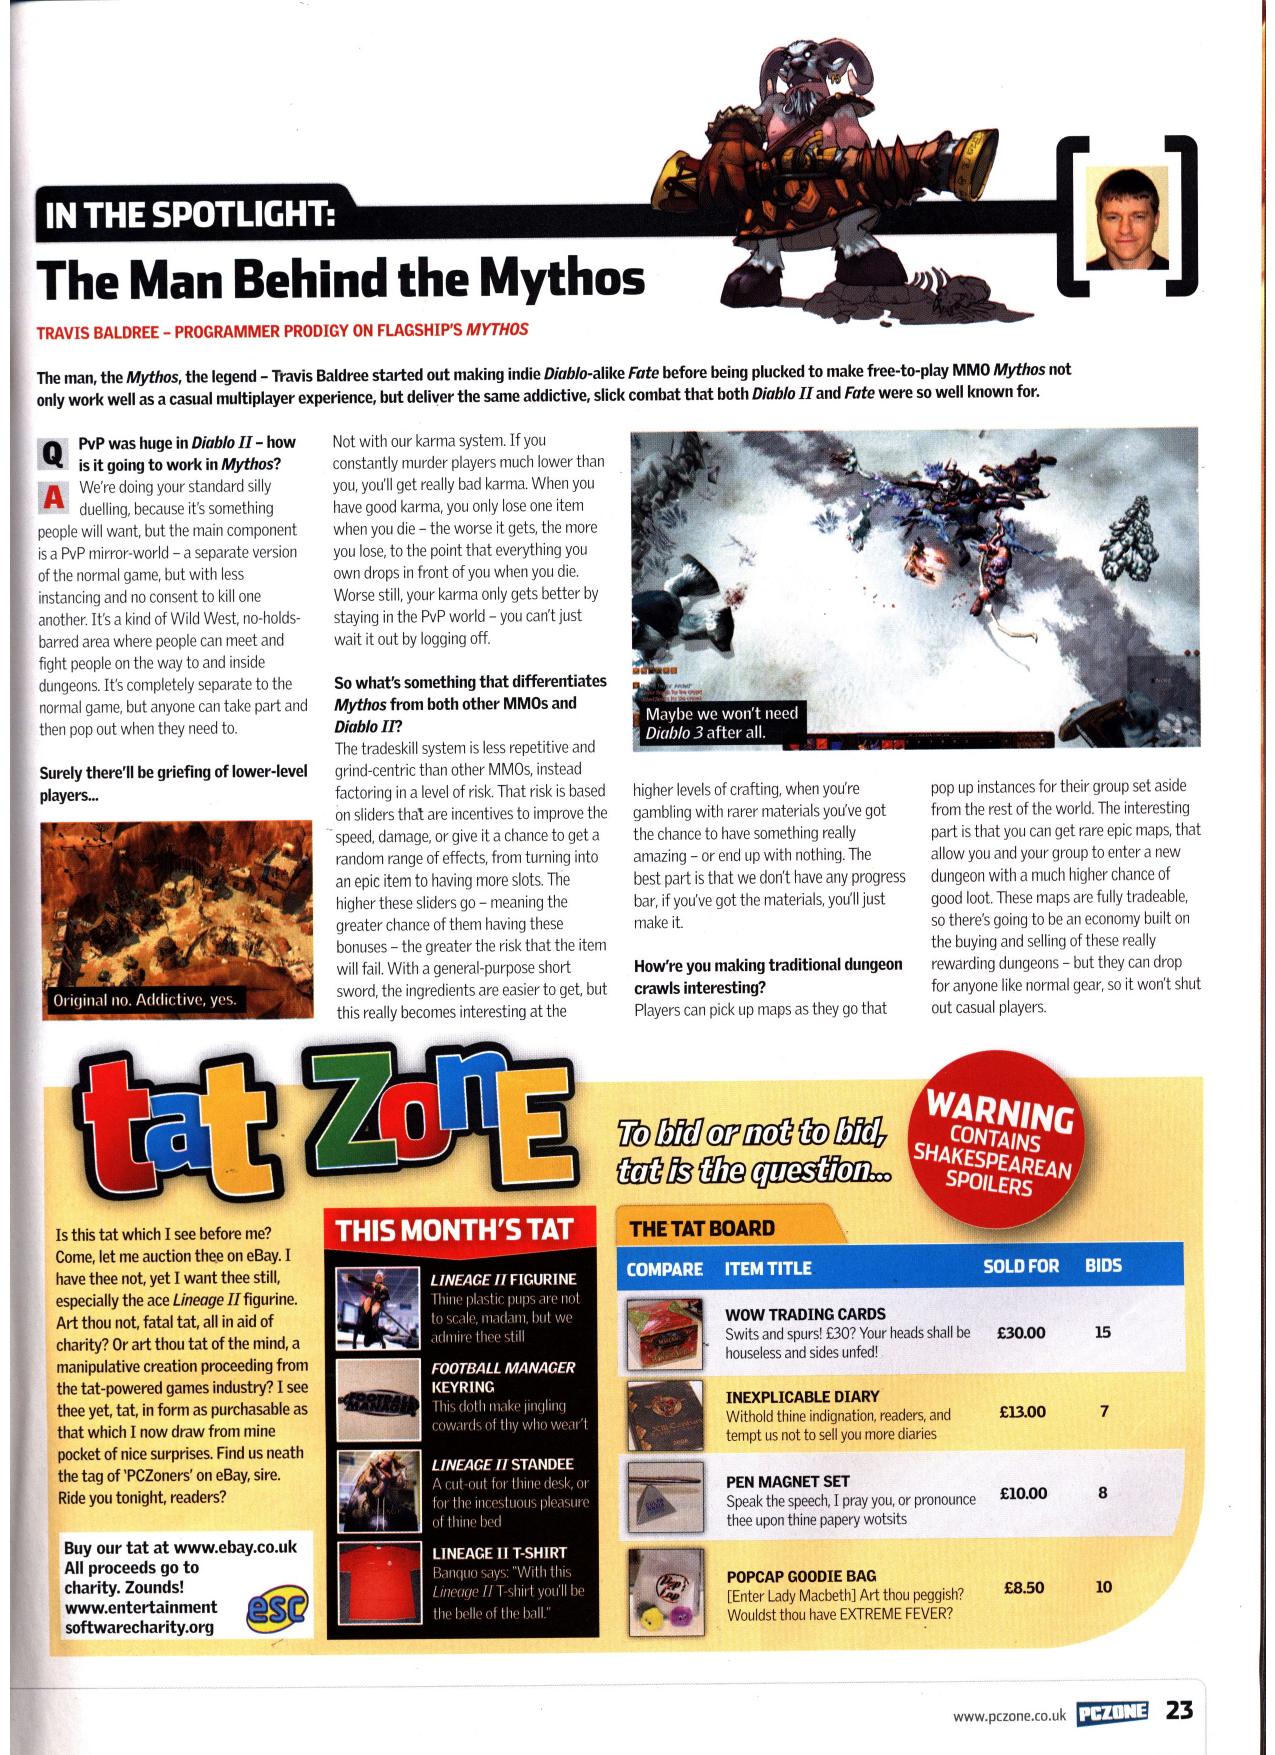 IN THE SPOTLIGHT:
The Man Behind the Mythos
TRAVIS BALDREE – PROGRAMMER PRODIGY ON FLAGSHIP'S MYTHOS
The man, the Mythos, the legend – Travis Baldree started out making indie Diablo-alike Fate before being plucked to make free-to-play MMO Mythos not
only work well as a casual multiplayer experience, but deliver the same addictive, slick combat that both Diablo II and Fate were so well known for.
Q PvP was huge in Diablo II – how
is it going to work in Mythos?
A We're doing your standard silly
duelling, because it's something
people will want, but the main component
is a PvP mirror-world – a separate version
of the normal game, but with less
instancing and no consent to kill one
another. It's a kind of Wild West, no-holds-
barred area where people can meet and
fight people on the way to and inside
dungeons. It's completely separate to the
normal game, but anyone can take part and
then pop out when they need to.
Surely there'll be griefing of lower-level
players...
Original no. Addictive, yes.
Not with our karma system. If you
constantly murder players much lower than
you, you'll get really bad karma. When you
have good karma, you only lose one item
when you die – the worse it gets, the more
you lose, to the point that everything you
own drops in front of you when you die.
Worse still, your karma only gets better by
staying in the PvP world – you can't just
wait it out by logging off.
So what's something that differentiates
Mythos from both other MMOs and
Diablo II?
The tradeskill system is less repetitive and
grind-centric than other MMOs, instead
factoring in a level of risk. That risk is based
on sliders that are incentives to improve the
speed, damage, or give it a chance to get a
random range of effects, from turning into
an epic item to having more slots. The
higher these sliders go – meaning the
greater chance of them having these
bonuses – the greater the risk that the item
will fail. With a general-purpose short
sword, the ingredients are easier to get, but
this really becomes interesting at the
Maybe we won't need
Diablo 3 after all.
higher levels of crafting, when you're
gambling with rarer materials you've got
the chance to have something really
amazing – or end up with nothing. The
best part is that we don't have any progress
bar, if you've got the materials, you'll just
make it.
How're you making traditional dungeon
crawls interesting?
Players can pick up maps as they go that
pop up instances for their group set aside
from the rest of the world. The interesting
part is that you can get rare epic maps, that
allow you and your group to enter a new
dungeon with a much higher chance of
good loot. These maps are fully tradeable,
so there's going to be an economy built on
the buying and selling of these really
rewarding dungeons – but they can drop
for anyone like normal gear, so it won't shut
out casual players.
tat ZonE
Is this tat which I see before me?
Come, let me auction thee on eBay. I
have thee not, yet I want thee still,
especially the ace Lineage II figurine.
Art thou not, fatal tat, all in aid of
charity? Or art thou tat of the mind, a
manipulative creation proceeding from
the tat-powered games industry? I see
thee yet, tat, in form as purchasable as
that which I now draw from mine
pocket of nice surprises. Find us neath
the tag of 'PCZoners' on eBay, sire.
Ride you tonight, readers?
Buy our tat at www.ebay.co.uk
All proceeds go to
charity. Zounds!
www.entertainment
softwarecharity.org
esc
THIS MONTH'S TAT
LINEAGE II FIGURINE
Thine plastic pups are not
to scale, madam, but we
admire thee still
FOOTBALL MANAGER
KEYRING
This doth make jingling
cowards of thy who wear't
LINEAGE II STANDEE
A cut-out for thine desk, or
for the incestuous pleasure
of thine bed
LINEAGE II T-SHIRT
Banquo says: "With this
Lineage II T-shirt you'll be
the belle of the ball."
To bid or not to bid,
tat is the question...
WARNING
CONTAINS
SHAKESPEAREAN
SPOILERS
THE TAT BOARD
COMPARE ITEM TITLE SOLD FOR BIDS
WOW TRADING CARDS
Swits and spurs! £30? Your heads shall be
houseless and sides unfed!
£30.00 15
INEXPLICABLE DIARY
Withold thine indignation, readers, and
tempt us not to sell you more diaries
£13.00 7
PEN MAGNET SET
Speak the speech, I pray you, or pronounce
thee upon thine papery wotsits
£10.00 8
POPCAP GOODIE BAG
[Enter Lady Macbeth] Art thou peggish?
Wouldst thou have EXTREME FEVER?
£8.50 10
www.pczone.co.uk PCZONE 23